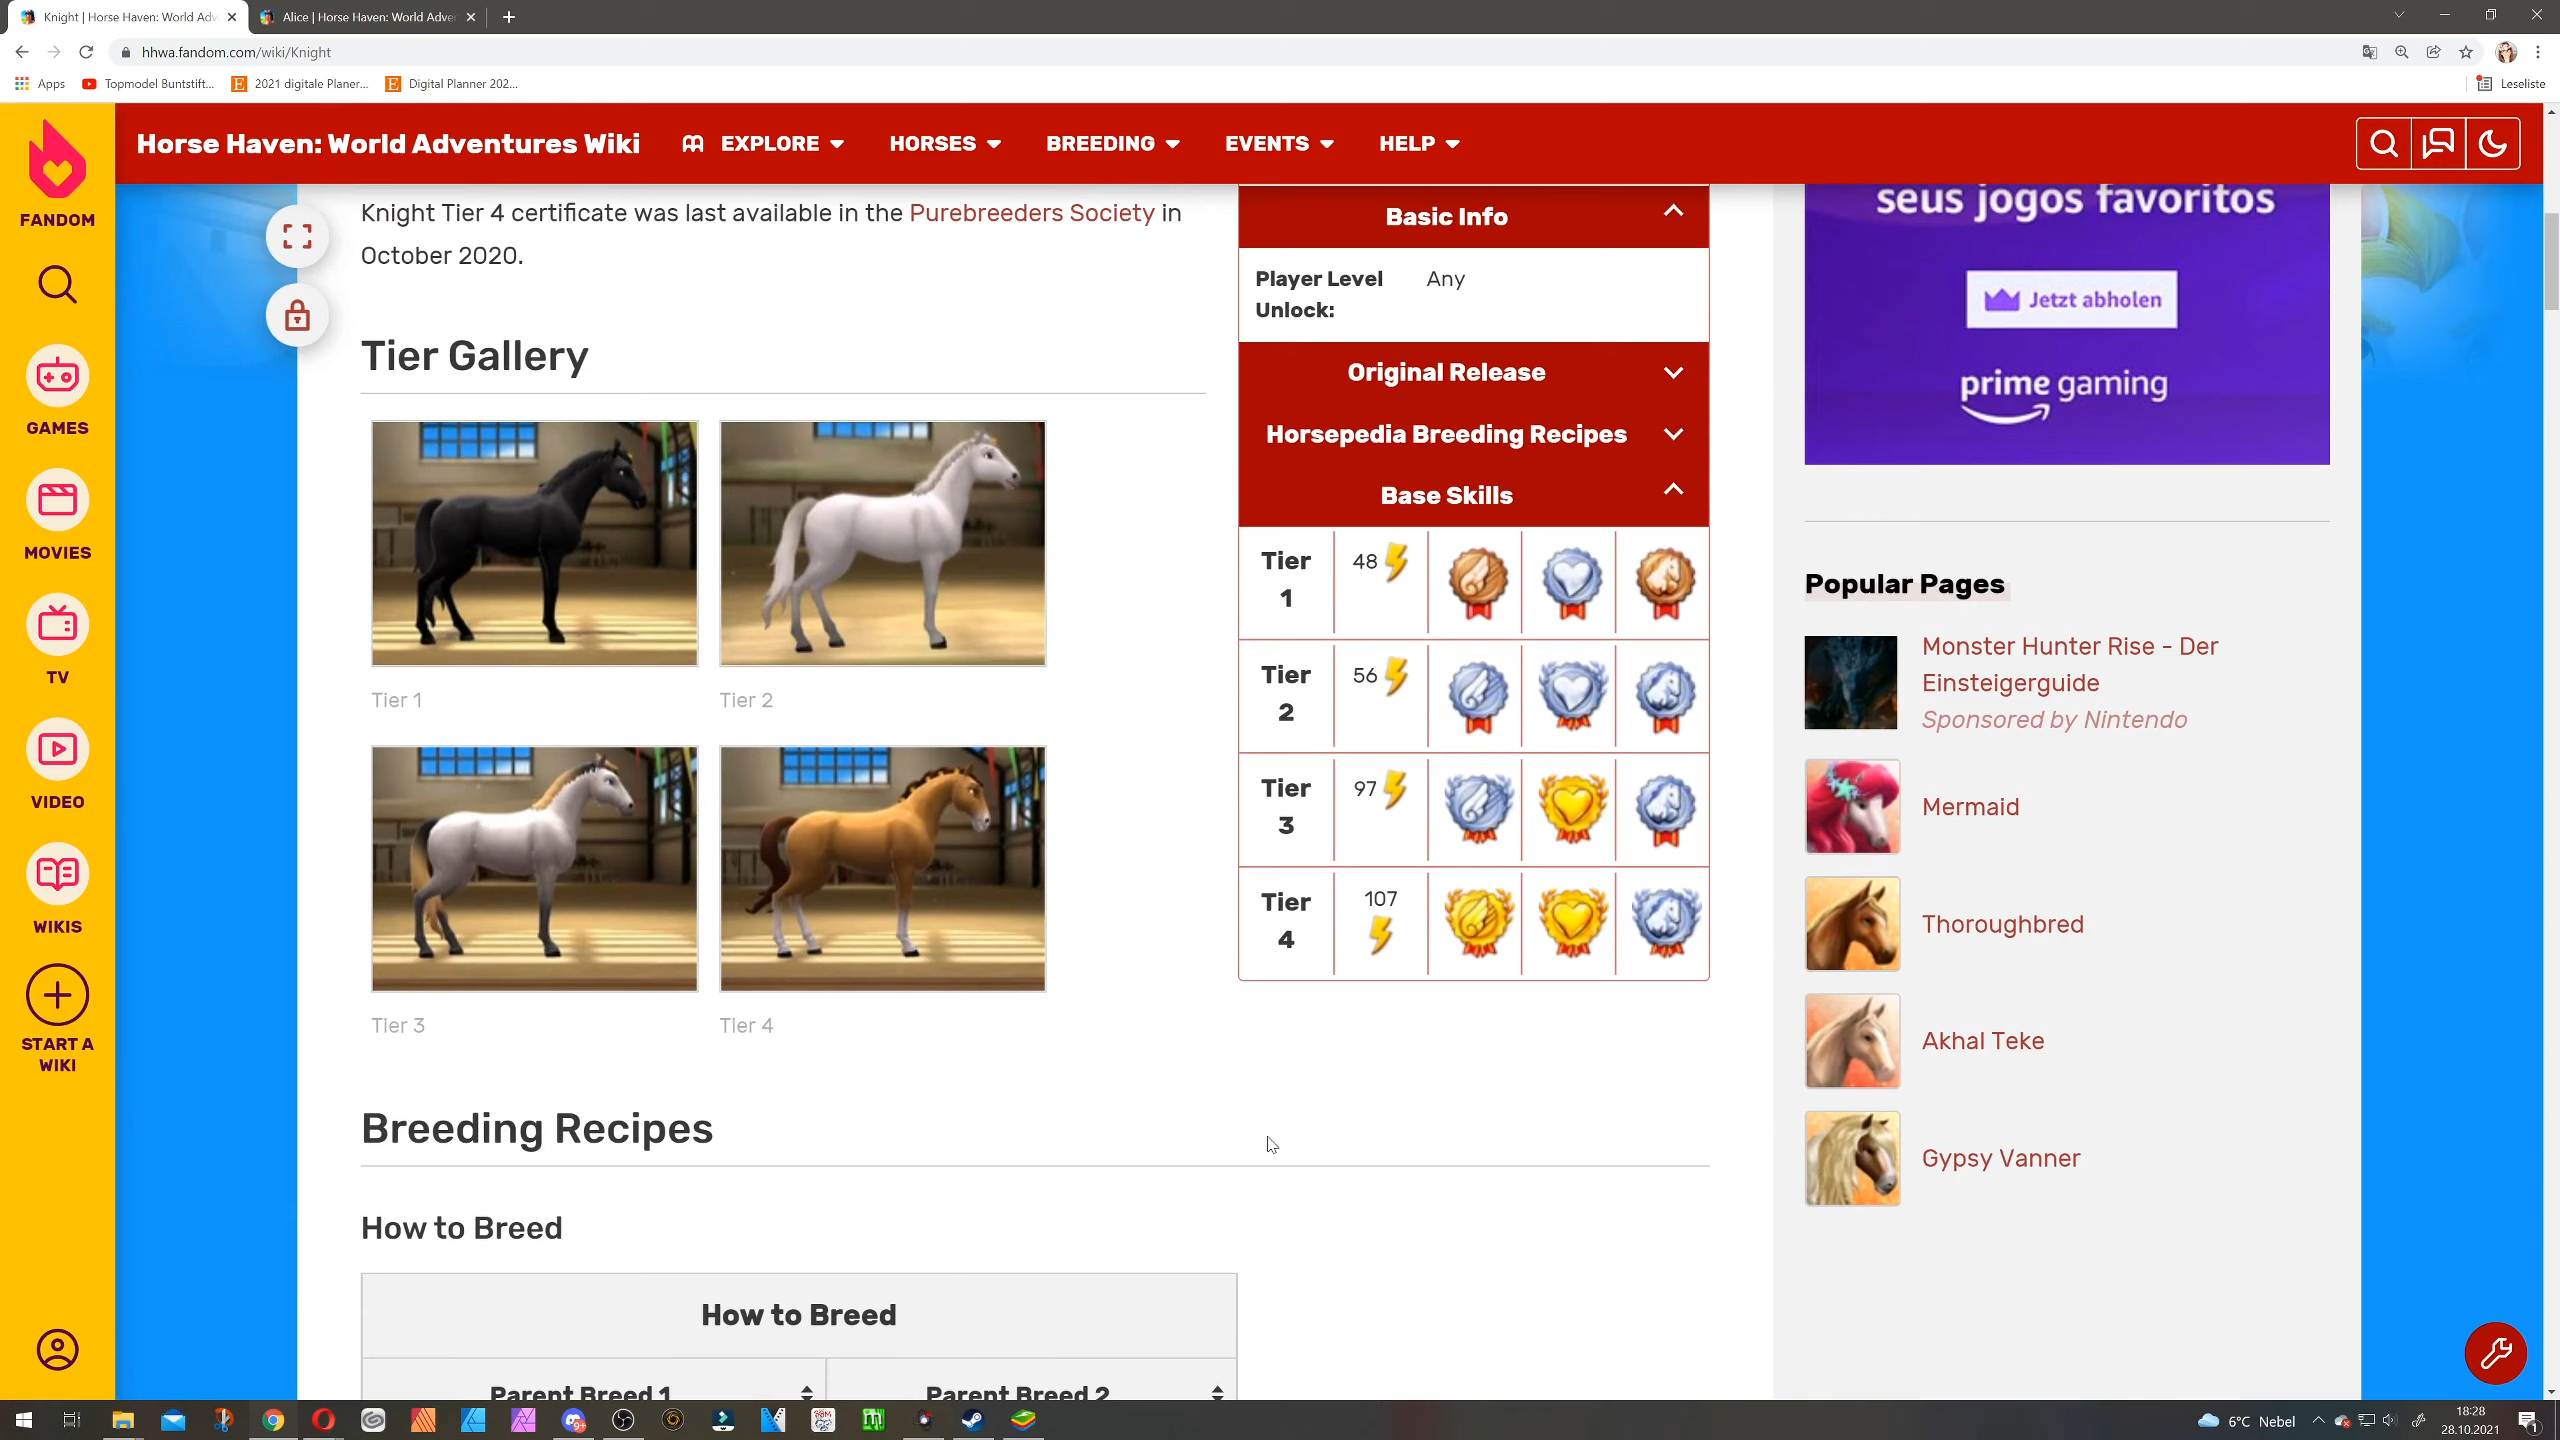 Knight | Horse Haven: World Adv
Alice | Horse Haven: World Adve
hhwa.fandom.com/wiki/Knight
Apps
Topmodel Buntstift...
2021 digitale Planer...
Digital Planner 202...
Leseliste
Horse Haven: World Adventures Wiki
EXPLORE
HORSES
BREEDING
EVENTS
HELP
FANDOM
GAMES
MOVIES
TV
VIDEO
WIKIS
START A
WIKI
Knight Tier 4 certificate was last available in the Purebreeders Society in
October 2020.
Tier Gallery
Tier 1
Tier 2
Tier 3
Tier 4
Breeding Recipes
How to Breed
How to Breed
Parent Breed 1
Parent Breed 2
Basic Info
Player Level
Unlock:
Any
Original Release
Horsepedia Breeding Recipes
Base Skills
Tier
1
48
Tier
2
56
Tier
3
97
Tier
4
107
seus jogos favoritos
Jetzt abholen
prime gaming
Popular Pages
Monster Hunter Rise - Der
Einsteigerguide
Sponsored by Nintendo
Mermaid
Thoroughbred
Akhal Teke
Gypsy Vanner
6°C Nebel
18:28
28.10.2021